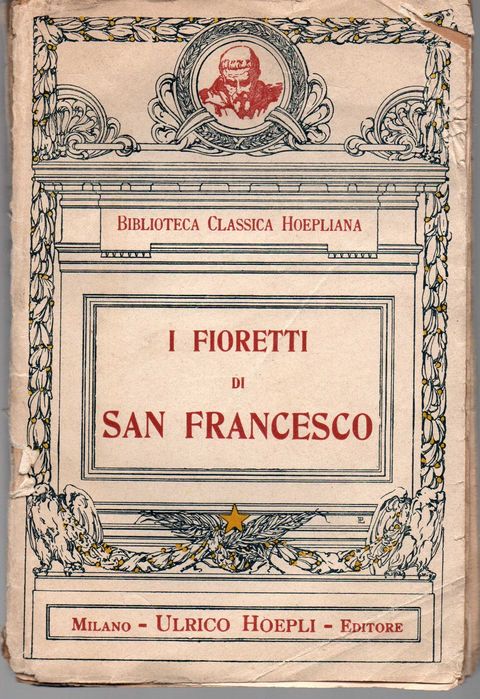 BIBLIOTECA CLASSICA HOEPLIANA
I FIORETTI
DI
SAN FRANCESCO
MILANO - ULRICO HOEPLI - EDITORE